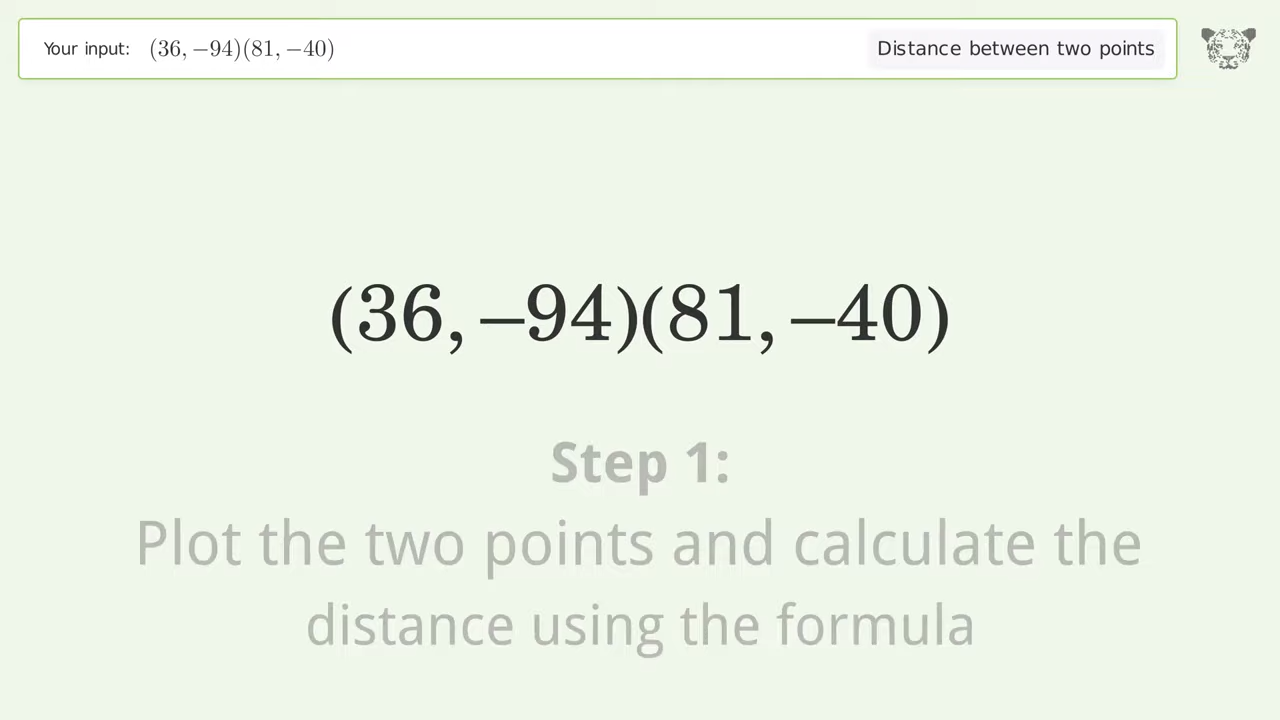 Your input: (36, −94)(81, −40) Distance between two points
(36, −94)(81, −40)
Step 1:
Plot the two points and calculate the
distance using the formula